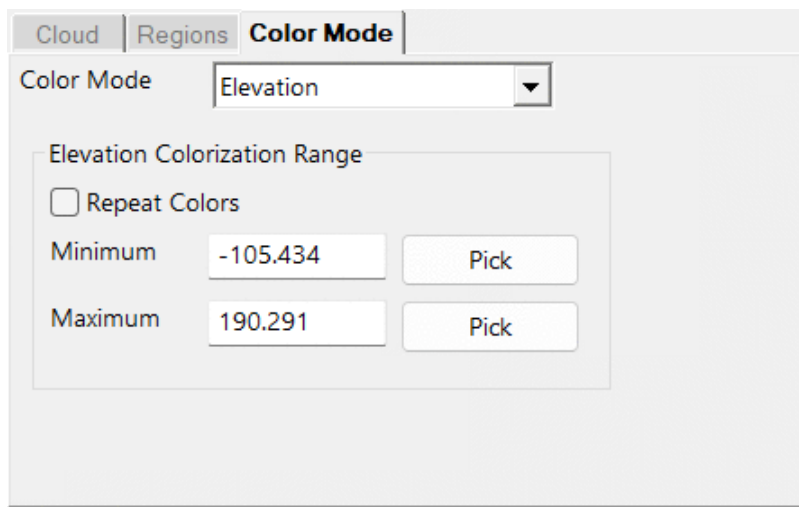 Cloud Regions Color Mode
Color Mode Elevation
Elevation Colorization Range
Repeat Colors
Minimum -105.434 Pick
Maximum 190.291 Pick